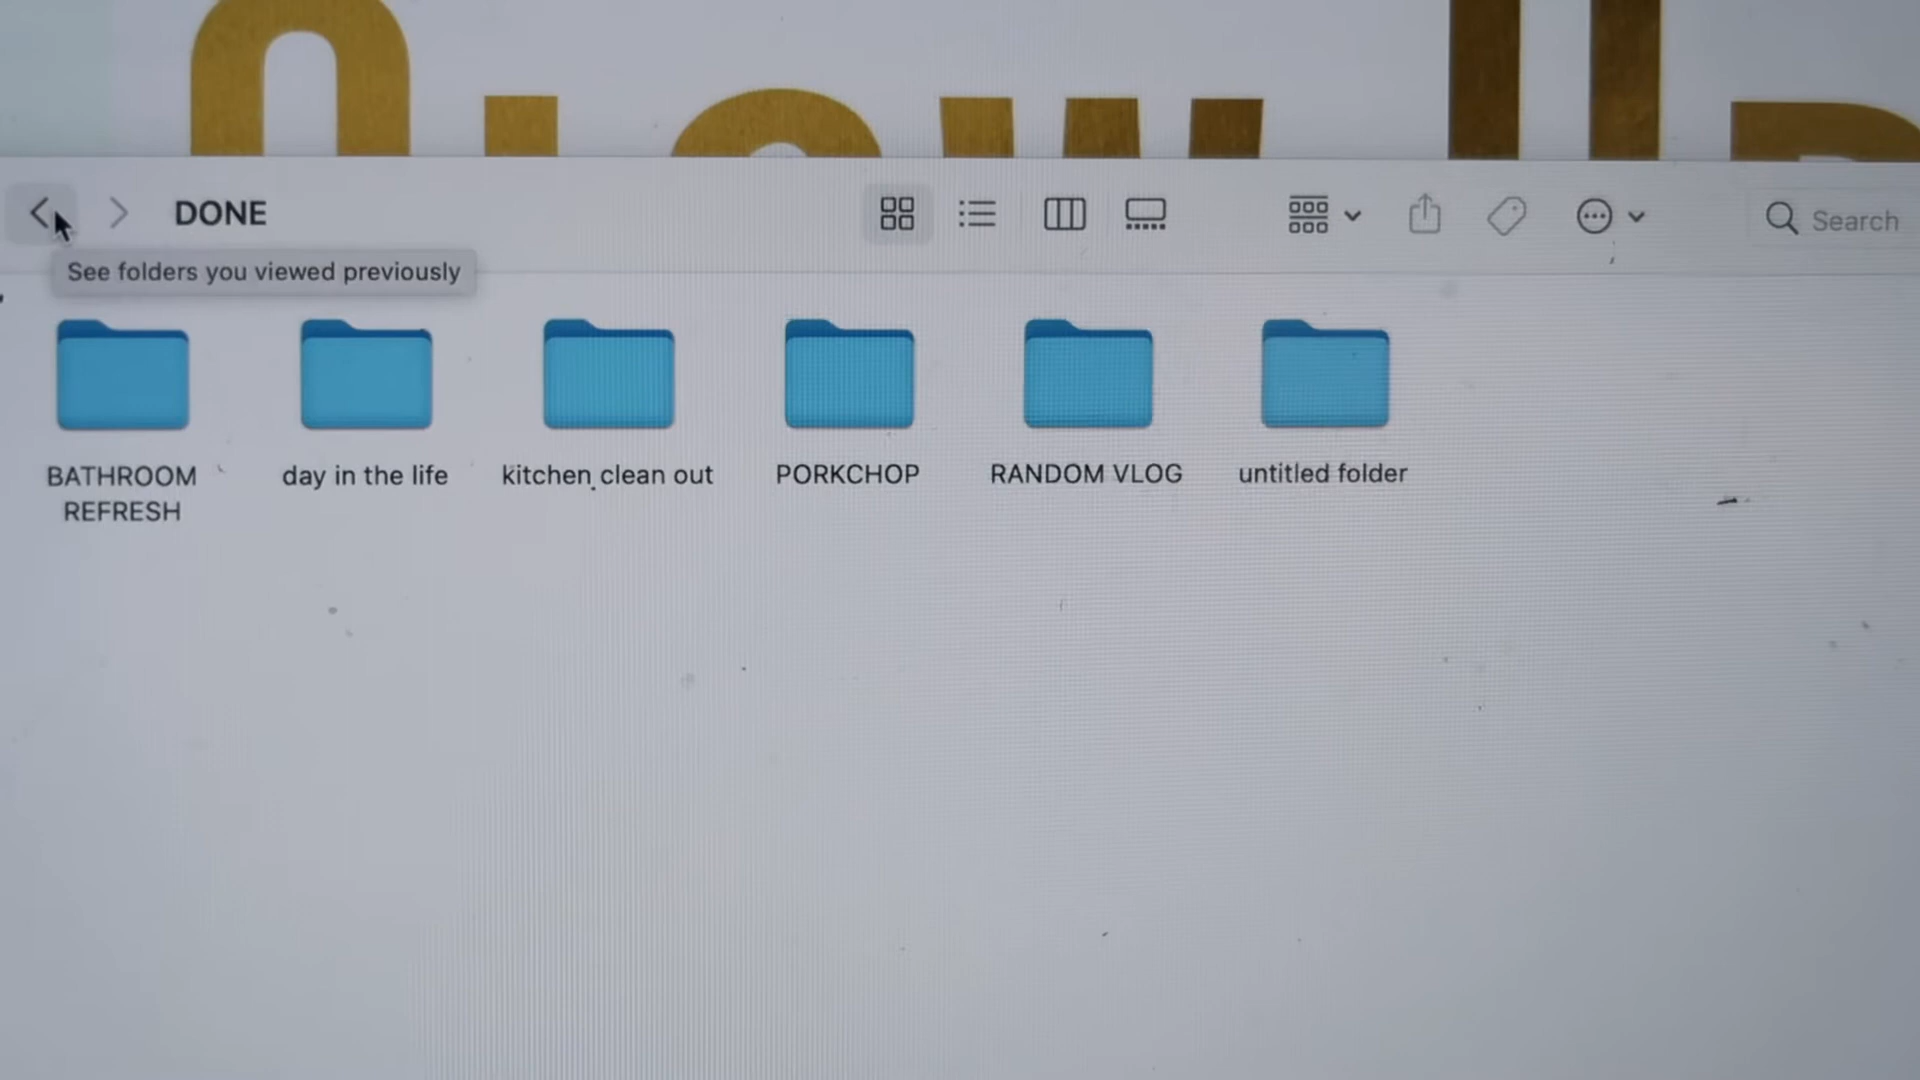 DONE
Search
See folders you viewed previously
BATHROOM
REFRESH
day in the life
kitchen clean out
PORKCHOP
RANDOM VLOG
untitled folder